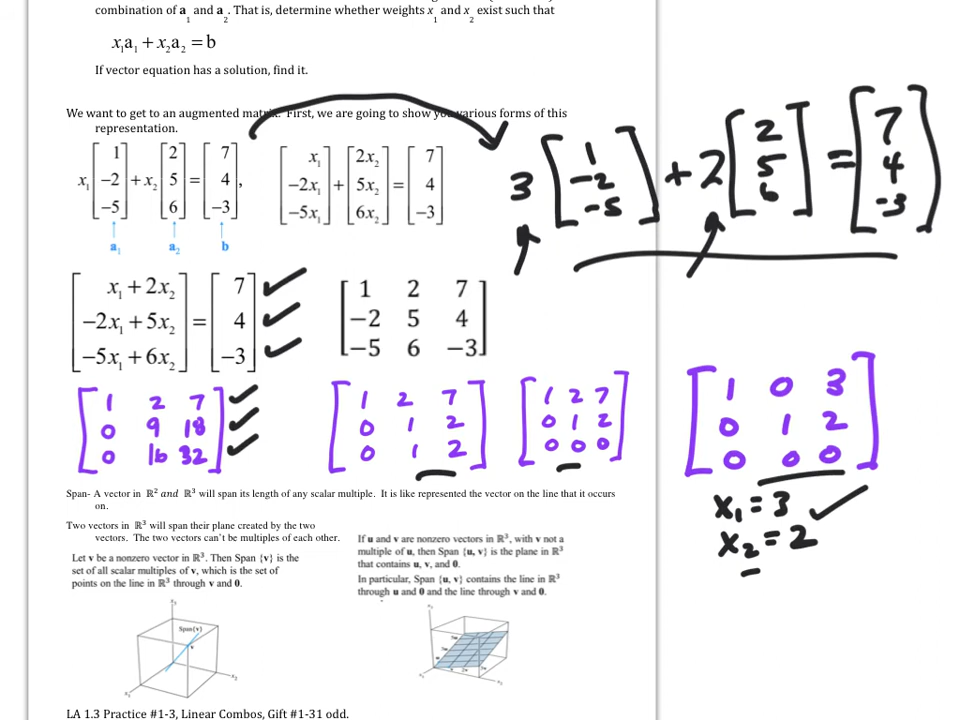 combination of a1 and a2. That is, determine whether weights x1 and x2 exist such that
x1a1 + x2a2 = b
If vector equation has a solution, find it.
We want to get to an augmented matrix. First, we are going to show you various forms of this
representation.
x1 [1 -2 -5] + x2 [2 5 6] = [7 4 -3],
a1 a2 b
[x1 -2x1 -5x1] + [2x2 5x2 6x2] = [7 4 -3]
3 [1 -2 -5] + 2 [2 5 6] = [7 4 -3]
[x1 + 2x2
-2x1 + 5x2
-5x1 + 6x2] = [7 4 -3]
1 2 7
-2 5 4
-5 6 -3
1 2 7
0 9 18
0 16 32
1 2 7
0 1 2
0 1 2
1 2 7
0 1 2
0 0 0
1 0 3
0 1 2
0 0 0
x1 = 3
x2 = 2
Span- A vector in ℝ² and ℝ³ will span its length of any scalar multiple. It is like represented the vector on the line that it occurs
on.
Two vectors in ℝ³ will span their plane created by the two
vectors. The two vectors can't be multiples of each other.
Let v be a nonzero vector in ℝ³. Then Span {v} is the
set of all scalar multiples of v, which is the set of
points on the line in ℝ³ through v and 0.
If u and v are nonzero vectors in ℝ³, with v not a
multiple of u, then Span {u, v} is the plane in ℝ³
that contains u, v, and 0.
In particular, Span {u, v} contains the line in ℝ³
through u and 0 and the line through v and 0.
Span{v}
LA 1.3 Practice #1-3, Linear Combos, Gift #1-31 odd.